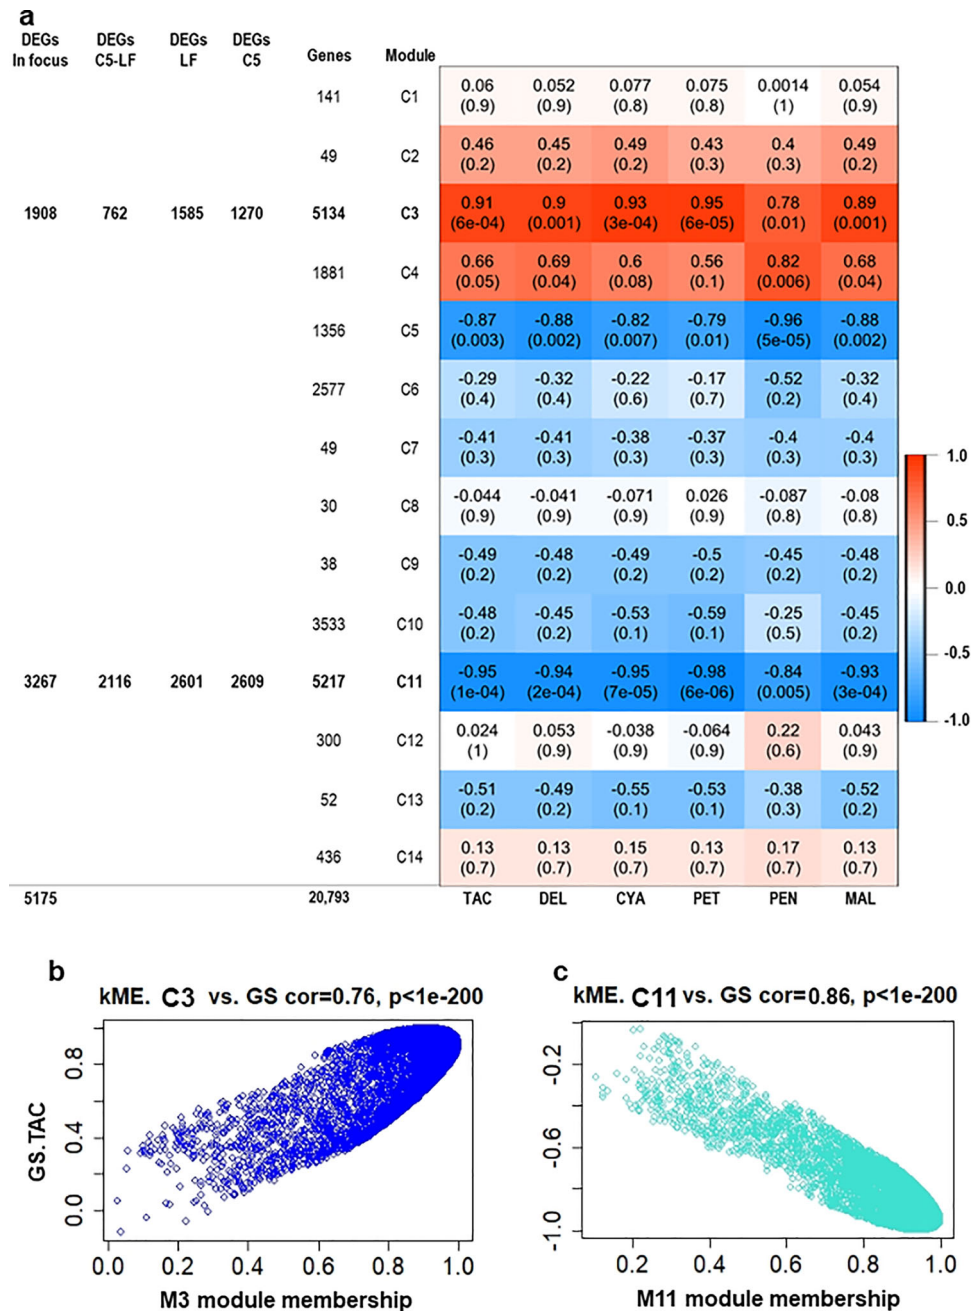 a
DEGs In focus DEGs C5-LF DEGs LF DEGs C5 Genes Module
141 C1 0.06 (0.9) 0.052 (0.9) 0.077 (0.8) 0.075 (0.8) 0.0014 (1) 0.054 (0.9)
49 C2 0.46 (0.2) 0.45 (0.2) 0.49 (0.2) 0.43 (0.3) 0.4 (0.3) 0.49 (0.2)
1908 762 1585 1270 5134 C3 0.91 (6e-04) 0.9 (0.001) 0.93 (3e-04) 0.95 (6e-05) 0.78 (0.01) 0.89 (0.001)
1881 C4 0.66 (0.05) 0.69 (0.04) 0.6 (0.08) 0.56 (0.1) 0.82 (0.006) 0.68 (0.04)
1356 C5 -0.87 (0.003) -0.88 (0.002) -0.82 (0.007) -0.79 (0.01) -0.96 (5e-05) -0.88 (0.002)
2577 C6 -0.29 (0.4) -0.32 (0.4) -0.22 (0.6) -0.17 (0.7) -0.52 (0.2) -0.32 (0.4)
49 C7 -0.41 (0.3) -0.41 (0.3) -0.38 (0.3) -0.37 (0.3) -0.4 (0.3) -0.4 (0.3)
30 C8 -0.044 (0.9) -0.041 (0.9) -0.071 (0.9) 0.026 (0.9) -0.087 (0.8) -0.08 (0.8)
38 C9 -0.49 (0.2) -0.48 (0.2) -0.49 (0.2) -0.5 (0.2) -0.45 (0.2) -0.48 (0.2)
3533 C10 -0.48 (0.2) -0.45 (0.2) -0.53 (0.1) -0.59 (0.1) -0.25 (0.5) -0.45 (0.2)
3267 2116 2601 2609 5217 C11 -0.95 (1e-04) -0.94 (2e-04) -0.95 (7e-05) -0.98 (6e-06) -0.84 (0.005) -0.93 (3e-04)
300 C12 0.024 (1) 0.053 (0.9) -0.038 (0.9) -0.064 (0.9) 0.22 (0.6) 0.043 (0.9)
52 C13 -0.51 (0.2) -0.49 (0.2) -0.55 (0.1) -0.53 (0.1) -0.38 (0.3) -0.52 (0.2)
436 C14 0.13 (0.7) 0.13 (0.7) 0.15 (0.7) 0.13 (0.7) 0.17 (0.7) 0.13 (0.7)
5175 20,793 TAC DEL CYA PET PEN MAL
1.0
0.5
0.0
-0.5
-1.0
b
kME. C3 vs. GS cor=0.76, p<1e-200
GS.TAC
0.8
0.4
0.0
0.0 0.2 0.4 0.6 0.8 1.0
M3 module membership
c
kME. C11 vs. GS cor=0.86, p<1e-200
-0.2
-0.6
-1.0
0.2 0.4 0.6 0.8 1.0
M11 module membership